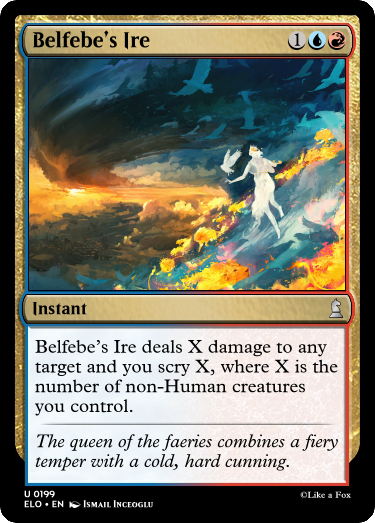 Belfebe's Ire 1
Instant
Belfebe's Ire deals X damage to any
target and you scry X, where X is the
number of non-Human creatures
you control.
The queen of the faeries combines a fiery
temper with a cold, hard cunning.
U 0199
ELO • EN Ismail Inceoglu
©Like a Fox